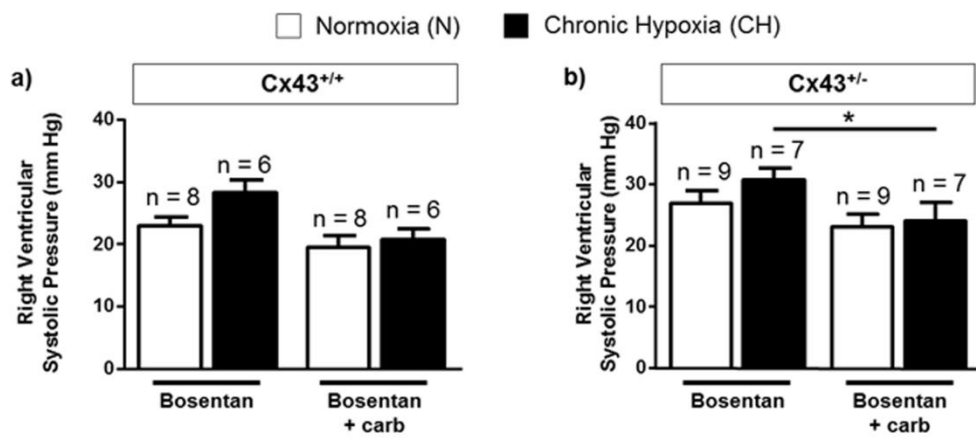 Normoxia (N) Chronic Hypoxia (CH)
a)
Cx43+/+
Right Ventricular
Systolic Pressure (mm Hg)
40
30
20
10
0
n = 8
n = 6
n = 8
n = 6
Bosentan
Bosentan
+ carb
b)
Cx43+/-
Right Ventricular
Systolic Pressure (mm Hg)
40
30
20
10
0
*
n = 9
n = 7
n = 9
n = 7
Bosentan
Bosentan
+ carb